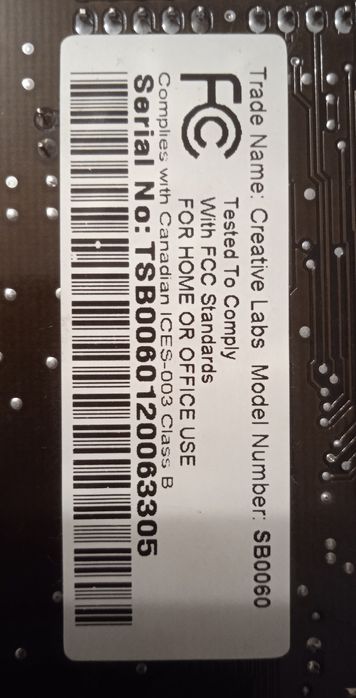 Trade Name: Creative Labs Model Number: SB0060
FC
Tested To Comply
With FCC Standards
FOR HOME OR OFFICE USE
Complies with Canadian ICES-003 Class B
Serial No: TSB0060120063305